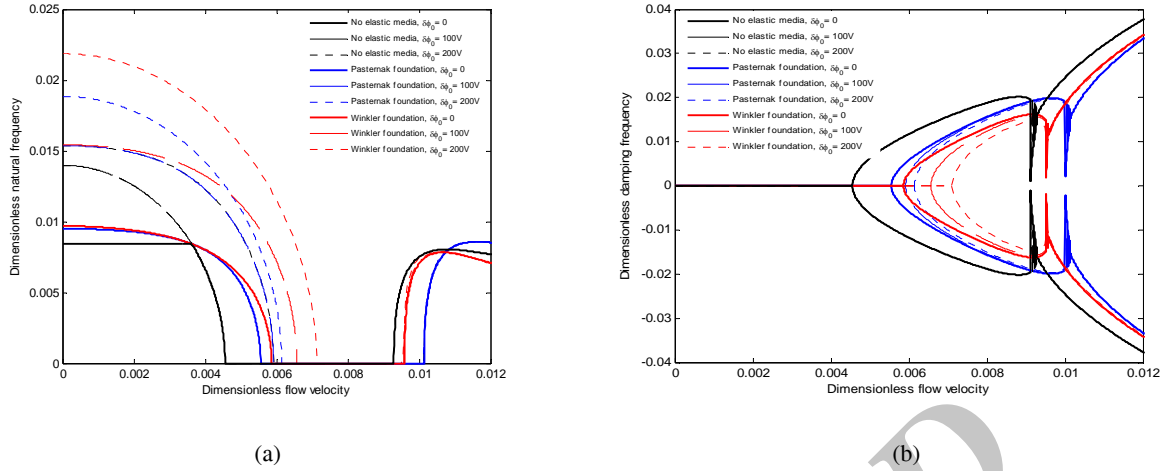 No elastic media, δϕ0= 0
No elastic media, δϕ0= 100V
No elastic media, δϕ0= 200V
Pasternak foundation, δϕ0= 0
Pasternak foundation, δϕ0= 100V
Pasternak foundation, δϕ0= 200V
Winkler foundation, δϕ0= 0
Winkler foundation, δϕ0= 100V
Winkler foundation, δϕ0= 200V
0.025
0.02
0.015
0.01
0.005
0
Dimensionless natural frequency
0 0.002 0.004 0.006 0.008 0.010 0.012
Dimensionless flow velocity
(a)
No elastic media, δϕ0= 0
No elastic media, δϕ0= 100V
No elastic media, δϕ0= 200V
Pasternak foundation, δϕ0= 0
Pasternak foundation, δϕ0= 100V
Pasternak foundation, δϕ0= 200V
Winkler foundation, δϕ0= 0
Winkler foundation, δϕ0= 100V
Winkler foundation, δϕ0= 200V
0.04
0.03
0.02
0.01
0
-0.01
-0.02
-0.03
-0.04
Dimensionless damping frequency
0 0.002 0.004 0.006 0.008 0.01 0.012
Dimensionless flow velocity
(b)